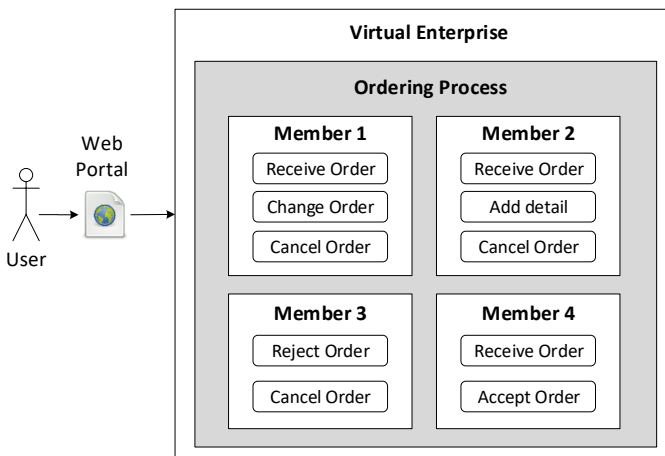 Virtual Enterprise
Ordering Process
Web
Portal
User
Member 1
Receive Order
Change Order
Cancel Order
Member 2
Receive Order
Add detail
Cancel Order
Member 3
Reject Order
Cancel Order
Member 4
Receive Order
Accept Order